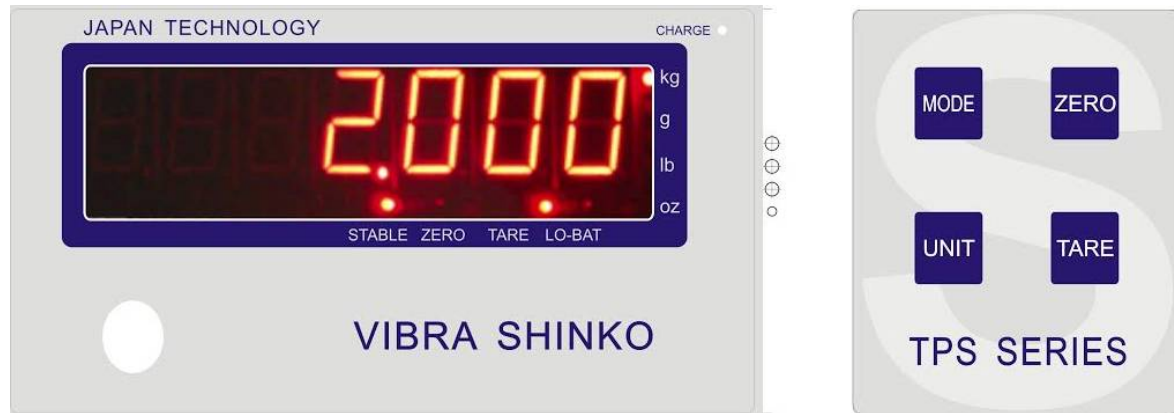 JAPAN TECHNOLOGY
CHARGE
2.000
kg
g
lb
oz
STABLE ZERO TARE LO-BAT
VIBRA SHINKO
MODE ZERO
UNIT TARE
S
TPS SERIES